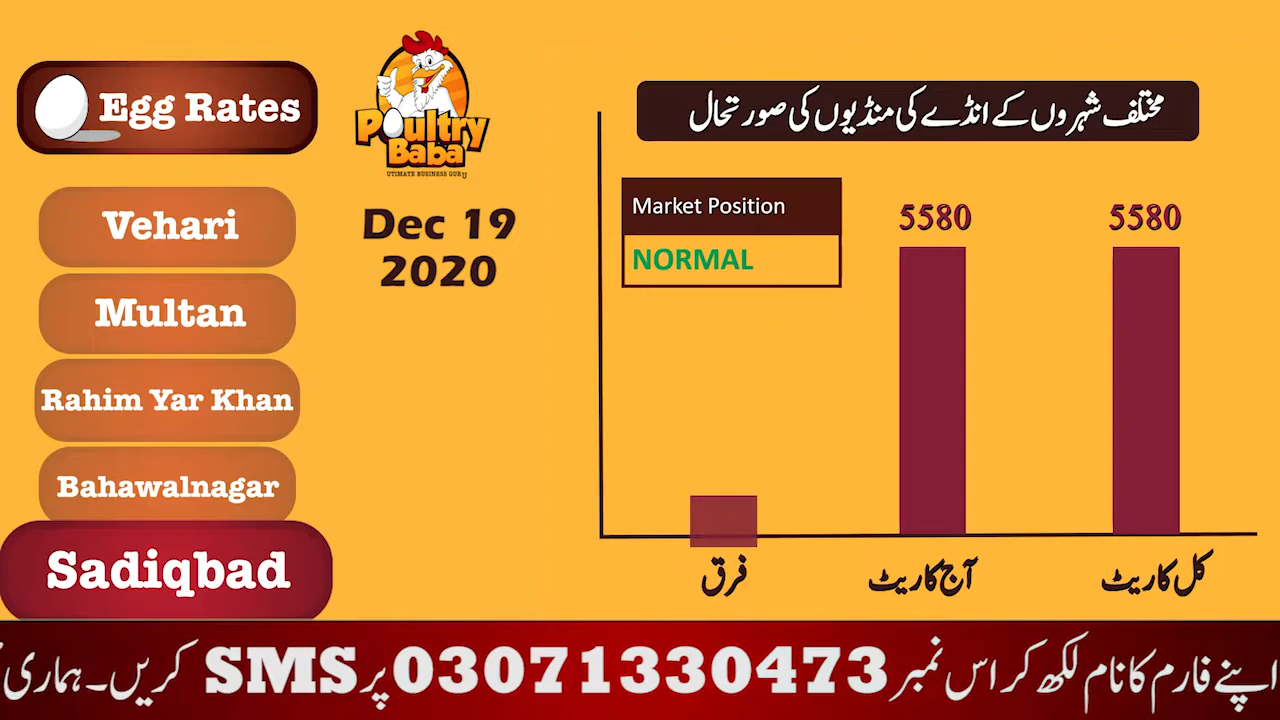 Egg Rates
Vehari
Multan
Rahim Yar Khan
Bahawalnagar
Sadiqbad
Poultry
Baba
UTIMATE BUSINESS GURU
Dec 19
2020
مختلف شہروں کے انڈے کی منڈیوں کی صورتحال
Market Position
NORMAL
5580
5580
فرق
آج کا ریٹ
کل کا ریٹ
اپنے فارم کا نام لکھ کر اس نمبر 03071330473 پر SMS کریں۔ ہماری